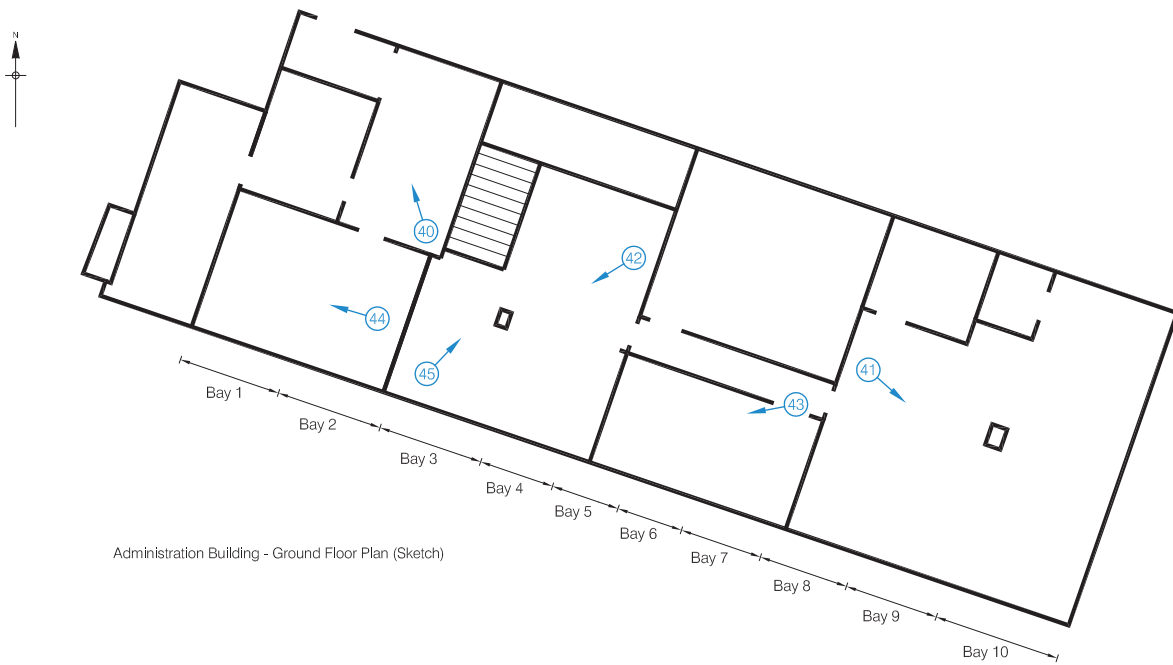 N
40
42
44
45
41
43
Bay 1
Bay 2
Bay 3
Bay 4
Bay 5
Bay 6
Bay 7
Bay 8
Bay 9
Bay 10
Administration Building - Ground Floor Plan (Sketch)